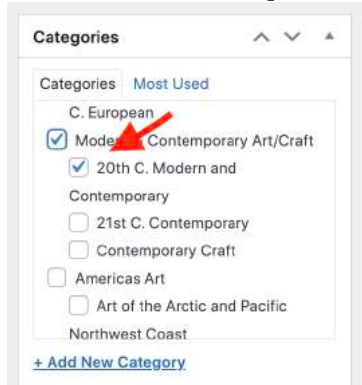 Categories
Categories Most Used
C. European
Modern Contemporary Art/Craft
20th C. Modern and
Contemporary
21st C. Contemporary
Contemporary Craft
Americas Art
Art of the Arctic and Pacific
Northwest Coast
+ Add New Category